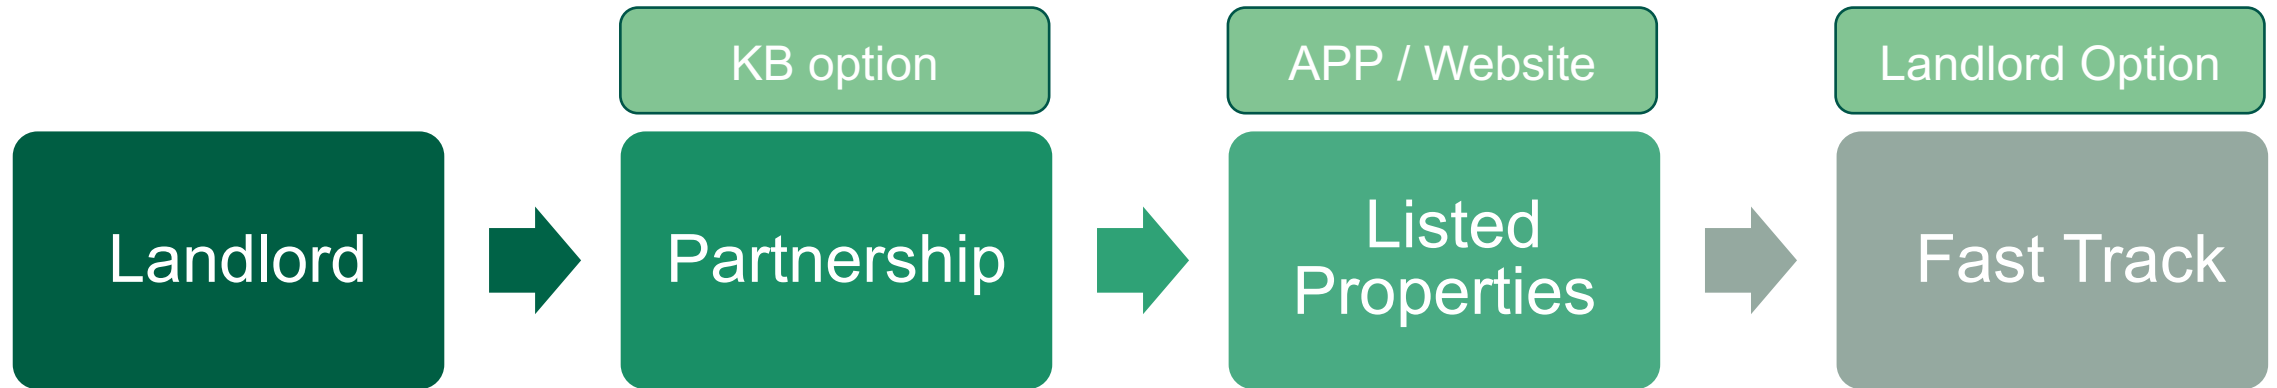 KB option
APP / Website
Landlord Option
Landlord
Partnership
Listed
Properties
Fast Track